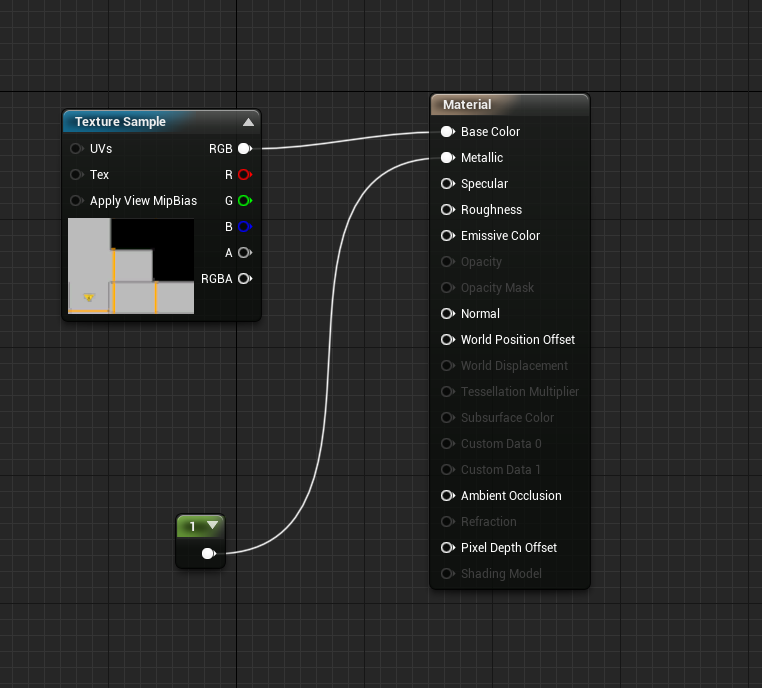 Texture Sample
UVs
RGB
Tex
R
Apply View MipBias
G
B
A
RGBA
1
Material
Base Color
Metallic
Specular
Roughness
Emissive Color
Opacity
Opacity Mask
Normal
World Position Offset
World Displacement
Tessellation Multiplier
Subsurface Color
Custom Data 0
Custom Data 1
Ambient Occlusion
Refraction
Pixel Depth Offset
Shading Model